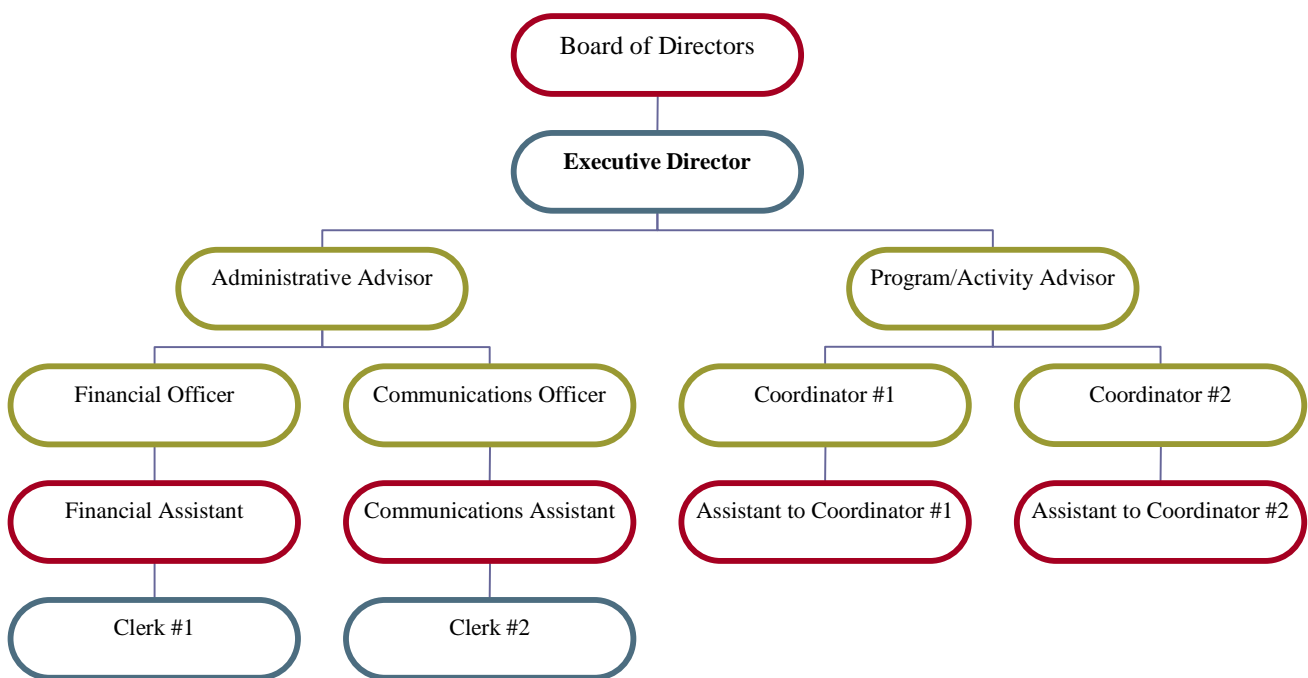 Board of Directors
Executive Director
Administrative Advisor
Program/Activity Advisor
Financial Officer
Communications Officer
Coordinator #1
Coordinator #2
Financial Assistant
Communications Assistant
Assistant to Coordinator #1
Assistant to Coordinator #2
Clerk #1
Clerk #2